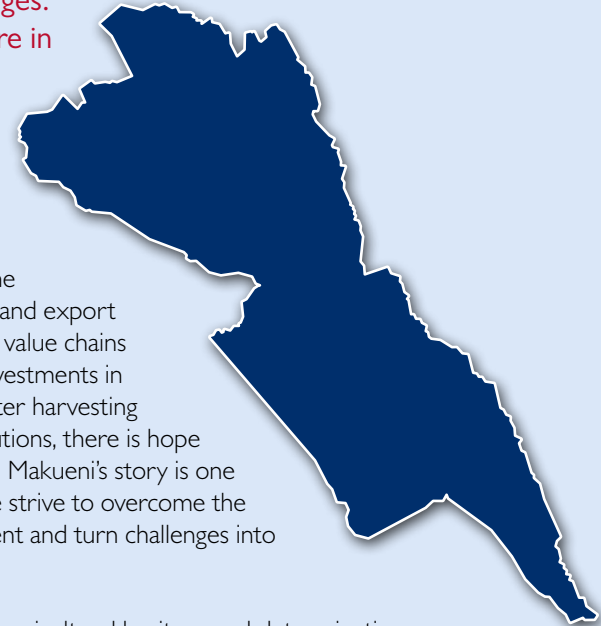 ges.
re in
ne
and export
value chains
vestments in
ter harvesting
utions, there is hope
Makueni's story is one
e strive to overcome the
ent and turn challenges into